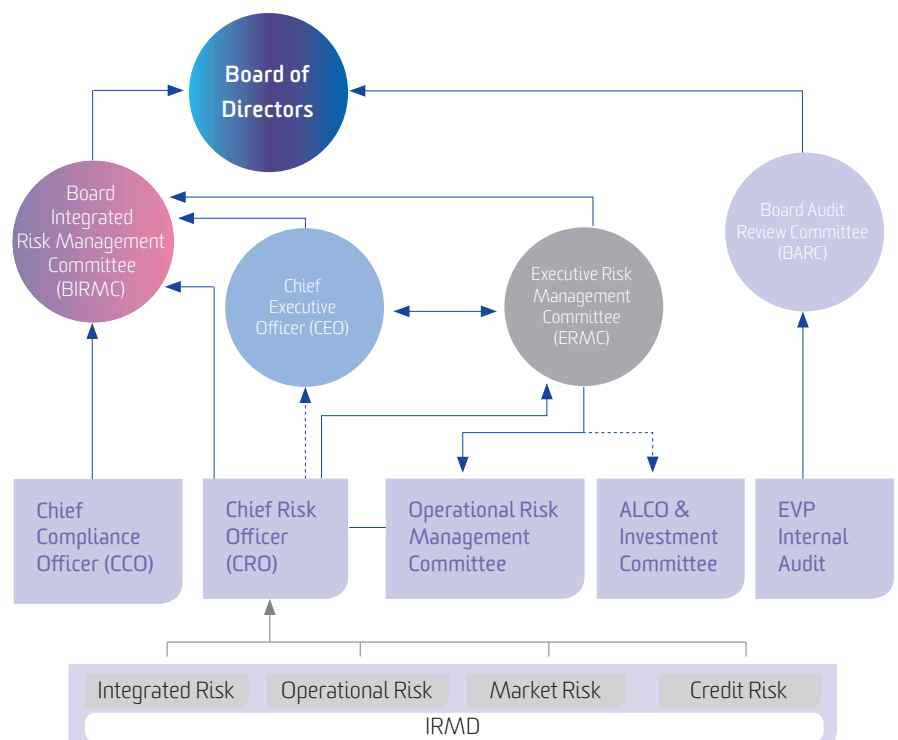 Board of
Directors
Board
Integrated
Risk Management
Committee
(BIRMC)
Board Audit
Review Committee
(BARC)
Chief
Executive
Officer (CEO)
Executive Risk
Management
Committee
(ERMC)
Chief
Compliance
Officer (CCO)
Chief Risk
Officer
(CRO)
Operational Risk
Management
Committee
ALCO &
Investment
Committee
EVP
Internal
Audit
Integrated Risk
Operational Risk
Market Risk
Credit Risk
IRMD